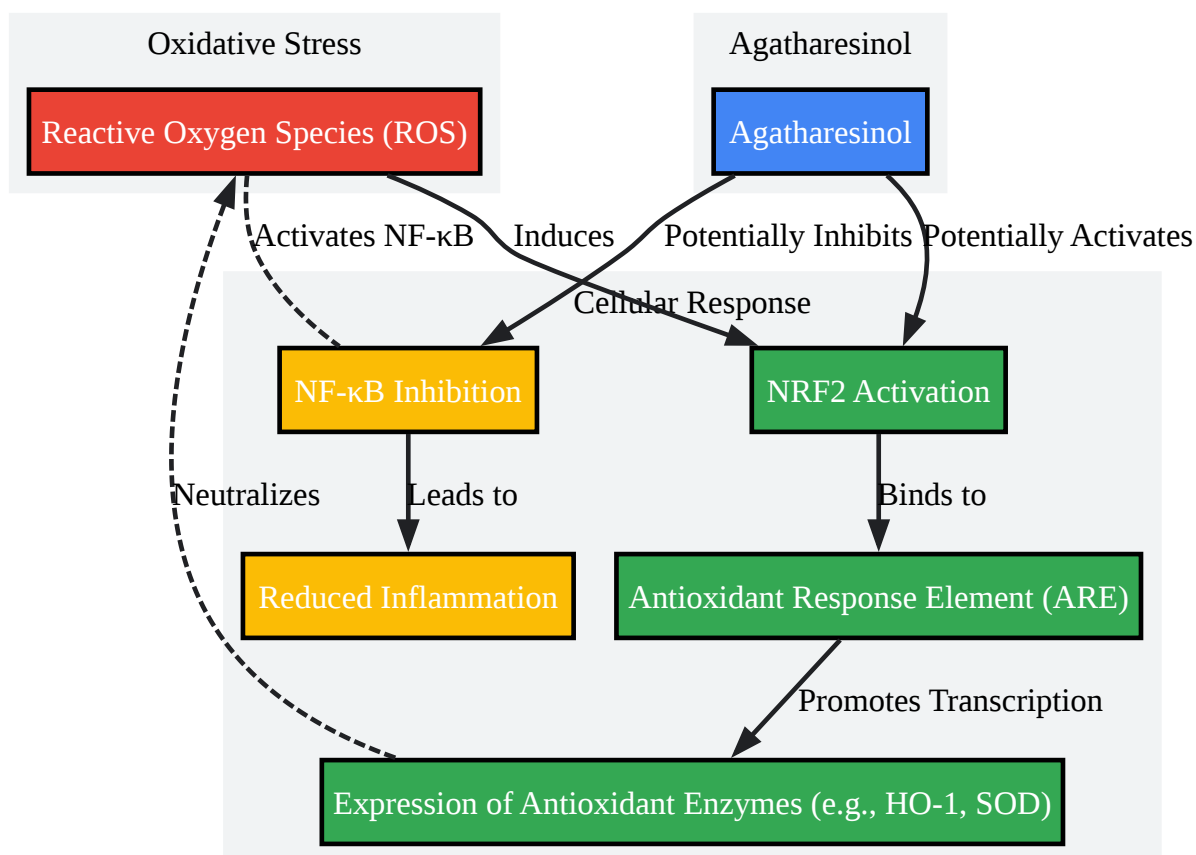 Oxidative Stress
Agatharesinol
Reactive Oxygen Species (ROS)
Agatharesinol
Activates NF-κB
Induces
Potentially Inhibits
Potentially Activates
Cellular Response
NF-κB Inhibition
NRF2 Activation
Neutralizes
Leads to
Binds to
Reduced Inflammation
Antioxidant Response Element (ARE)
Promotes Transcription
Expression of Antioxidant Enzymes (e.g., HO-1, SOD)